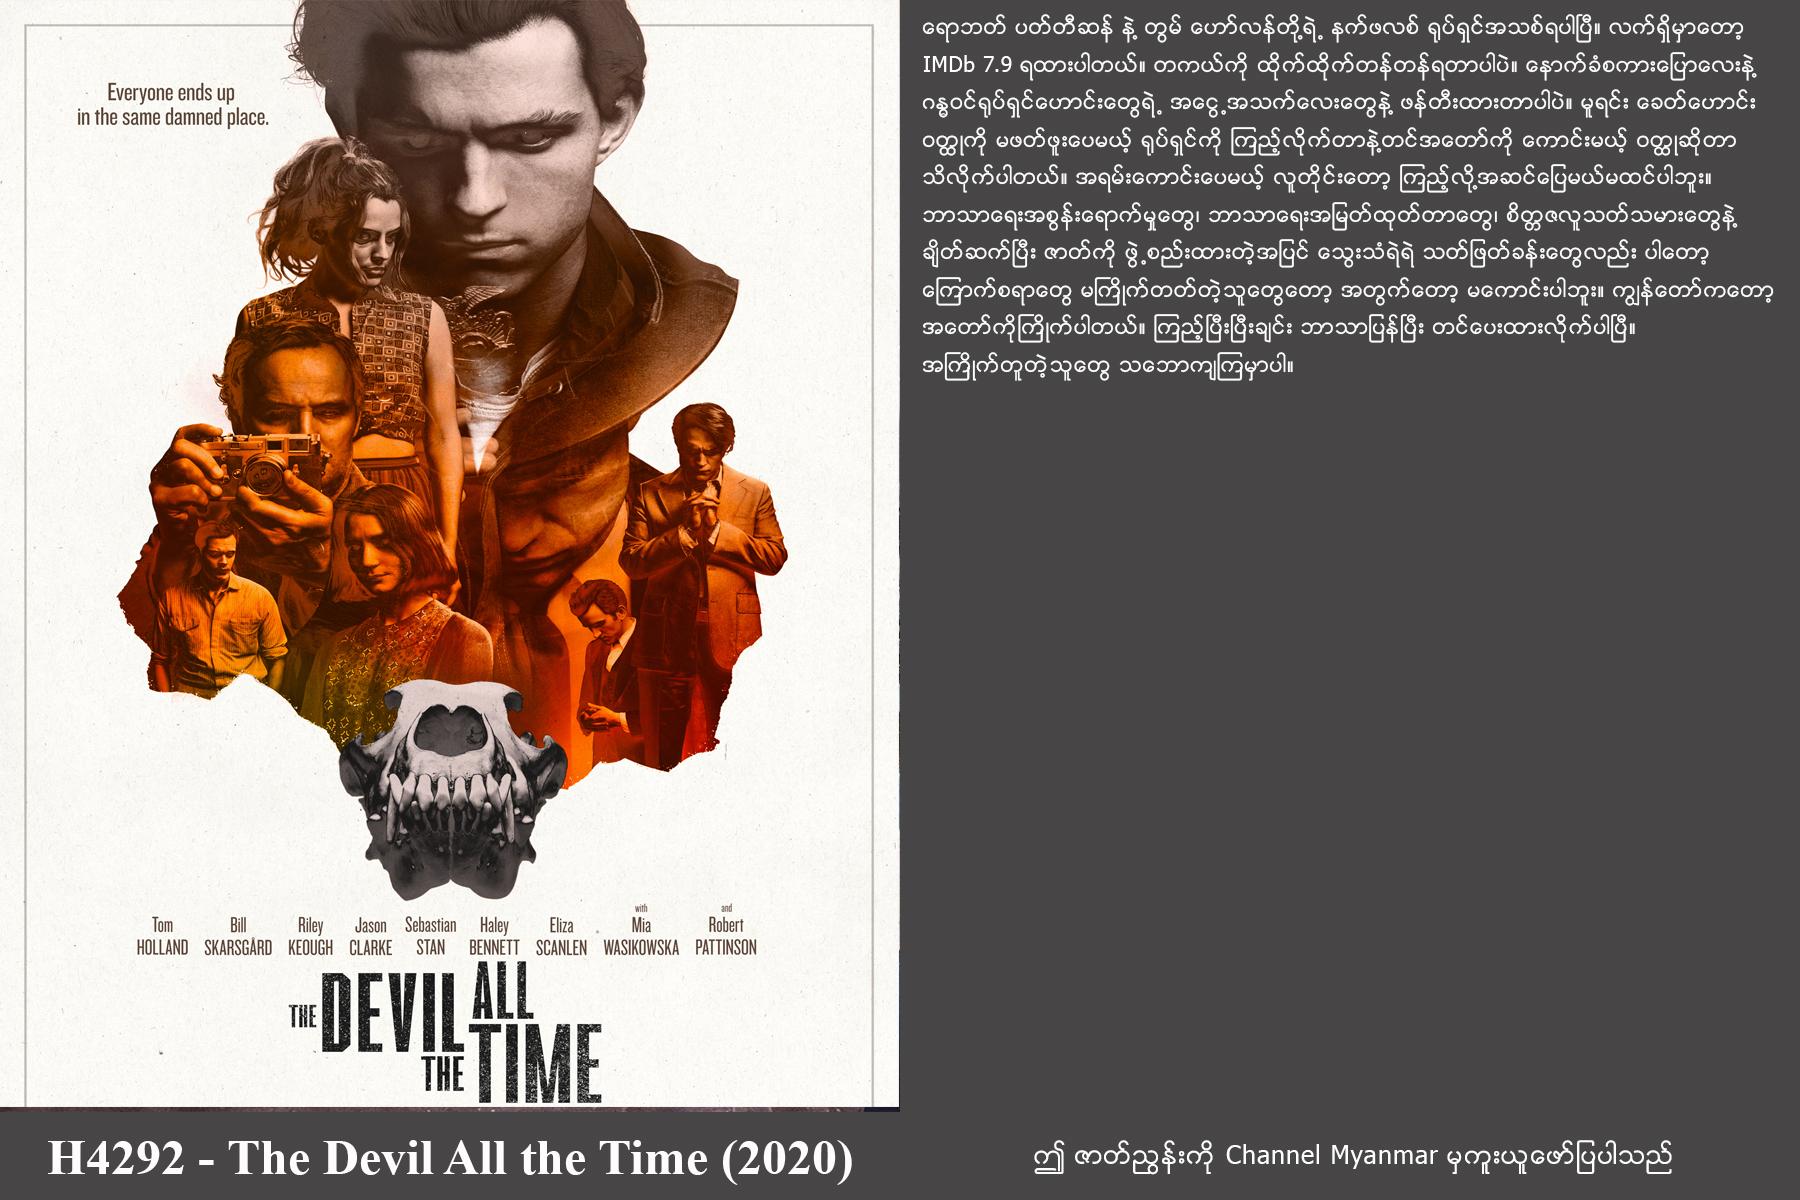 Everyone ends up
in the same damned place.
Tom HOLLAND
Bill SKARSGÅRD
Riley KEOUGH
Jason CLARKE
Sebastian STAN
Haley BENNETT
Eliza SCANLEN
with Mia WASIKOWSKA
and Robert PATTINSON
THE DEVIL ALL
THE TIME
ရောဘတ် ပတ်တီဆန် နဲ့ တွမ် ဟော်လန်တို့ရဲ့ နက်ဖလစ် ရုပ်ရှင်အသစ်ရပါပြီ။ လက်ရှိမှာတော့
IMDb 7.9 ရထားပါတယ်။ တကယ်ကို ထိုက်ထိုက်တန်တန်ရတာပါပဲ။ နောက်ခံစကားပြောလေးနဲ့
ဂန္ဓဝင်ရုပ်ရှင်ဟောင်းတွေရဲ့ အငွေ့အသက်လေးတွေနဲ့ ဖန်တီးထားတာပါပဲ။ မူရင်း ခေတ်ဟောင်း
ဝတ္ထုကို မဖတ်ဖူးပေမယ့် ရုပ်ရှင်ကို ကြည့်လိုက်တာနဲ့တင်အတော်ကို ကောင်းမယ့် ဝတ္ထုဆိုတာ
သိလိုက်ပါတယ်။ အရမ်းကောင်းပေမယ့် လူတိုင်းတော့ ကြည့်လို့အဆင်ပြေမယ်မထင်ပါဘူး။
ဘာသာရေးအစွန်းရောက်မှုတွေ၊ ဘာသာရေးအမြတ်ထုတ်တာတွေ၊ စိတ္တဇလူသတ်သမားတွေနဲ့
ချိတ်ဆက်ပြီး ဇာတ်ကို ဖွဲ့စည်းထားတဲ့အပြင် သွေးသံရဲရဲ သတ်ဖြတ်ခန်းတွေလည်း ပါတော့
ကြောက်စရာတွေ မကြိုက်တတ်တဲ့သူတွေတော့ အတွက်တော့ မကောင်းပါဘူး။ ကျွန်တော်ကတော့
အတော်ကိုကြိုက်ပါတယ်။ ကြည့်ပြီးပြီးချင်း ဘာသာပြန်ပြီး တင်ပေးထားလိုက်ပါပြီ။
အကြိုက်တူတဲ့သူတွေ သဘောကျကြမှာပါ။
H4292 - The Devil All the Time (2020)
ဤ ဇာတ်ညွှန်းကို Channel Myanmar မှကူးယူဖော်ပြပါသည်